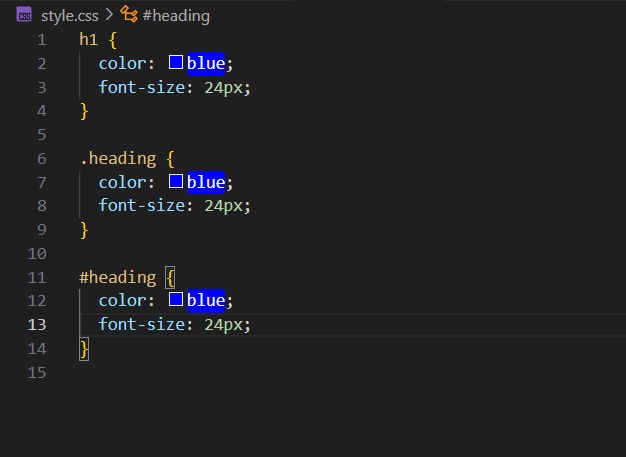 style.css > #heading
1 h1 {
2   color: blue;
3   font-size: 24px;
4 }
5
6 .heading {
7   color: blue;
8   font-size: 24px;
9 }
10
11 #heading {
12   color: blue;
13   font-size: 24px;
14 }
15